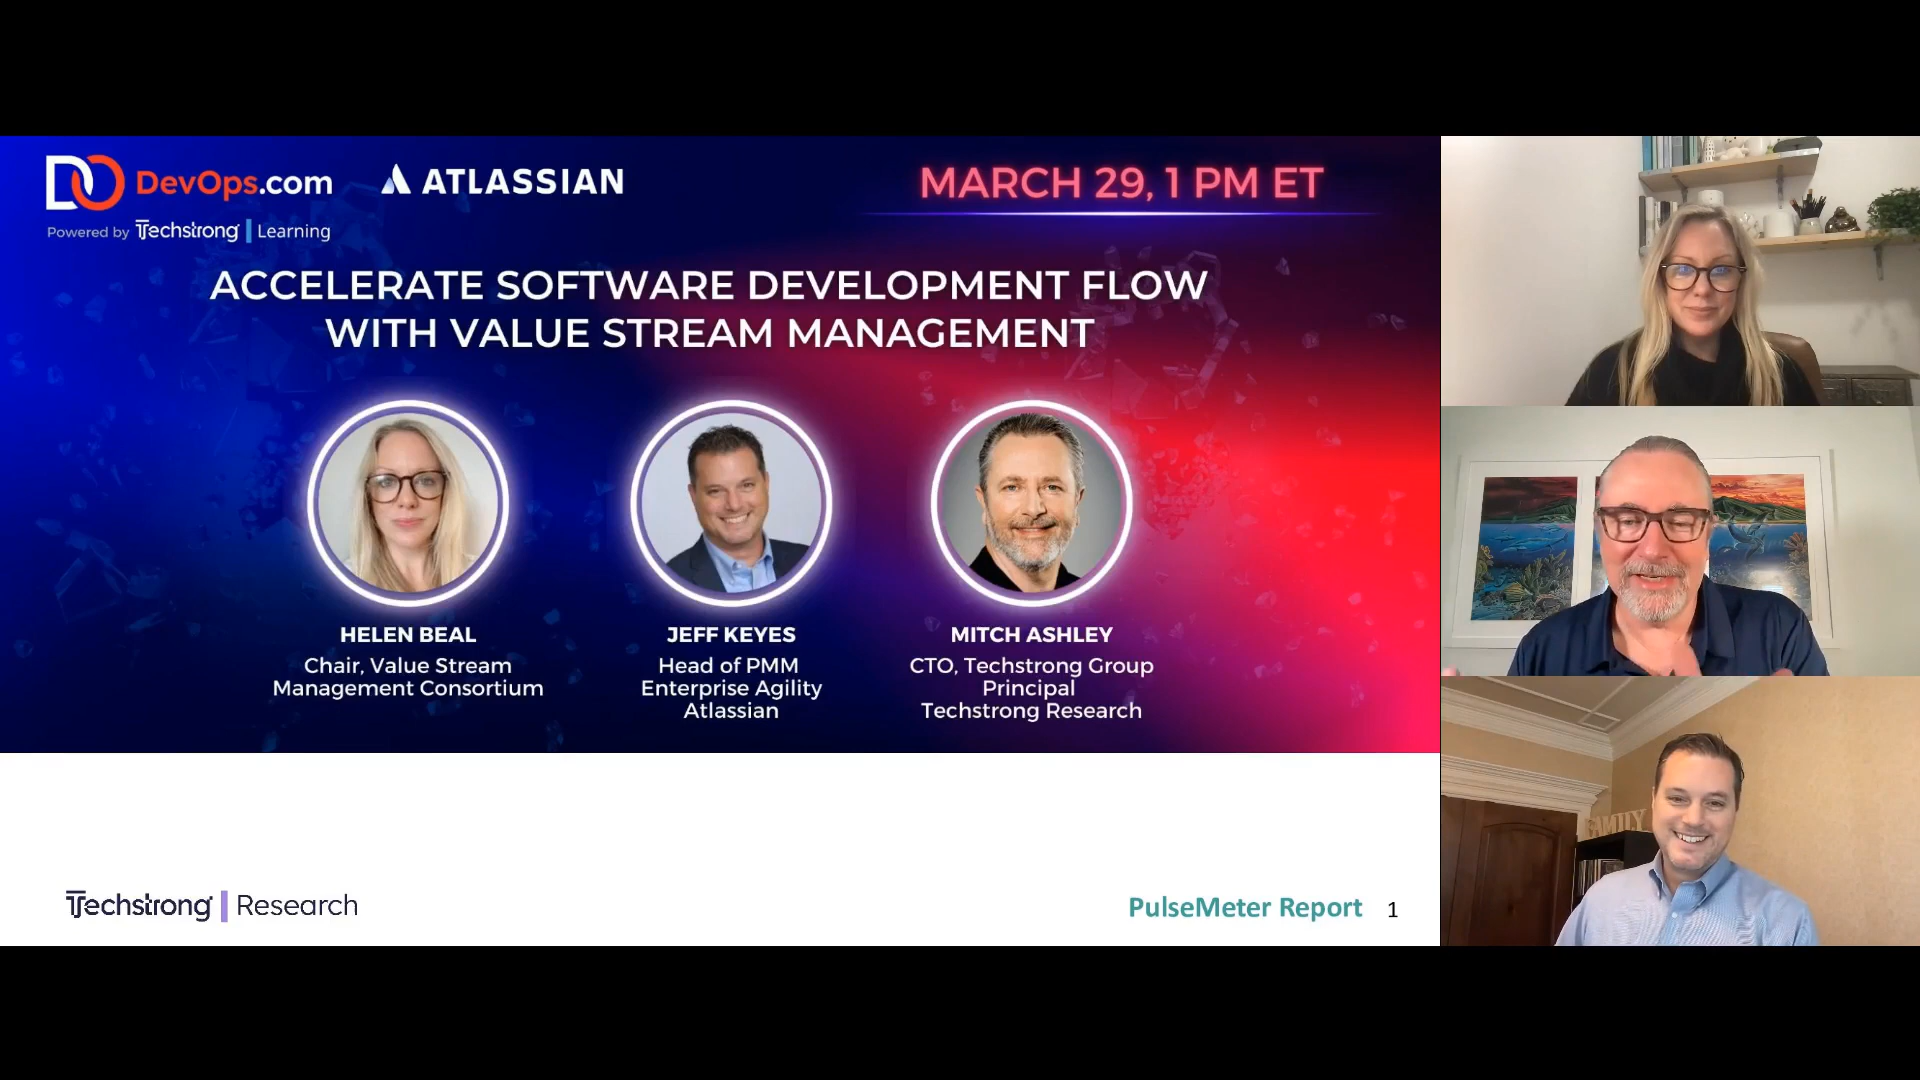 DevOps.com
Powered by Techstrong | Learning
ATLASSIAN
MARCH 29, 1 PM ET
ACCELERATE SOFTWARE DEVELOPMENT FLOW
WITH VALUE STREAM MANAGEMENT
HELEN BEAL
Chair, Value Stream
Management Consortium
JEFF KEYES
Head of PMM
Enterprise Agility
Atlassian
MITCH ASHLEY
CTO, Techstrong Group
Principal
Techstrong Research
Techstrong | Research
PulseMeter Report 1
FAMILY